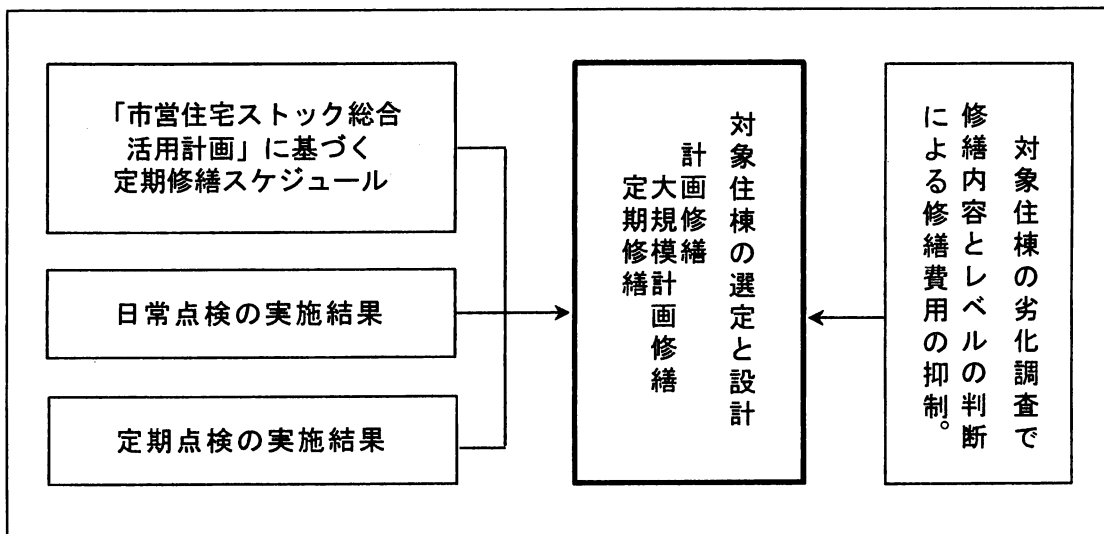 「市営住宅ストック総合
活用計画」に基づく
定期修繕スケジュール
日常点検の実施結果
定期点検の実施結果
対象住棟の選定と設計
計画修繕
大規模計画修繕
定期修繕
対象住棟の劣化調査で
修繕内容とレベルの判断
による修繕費用の抑制。